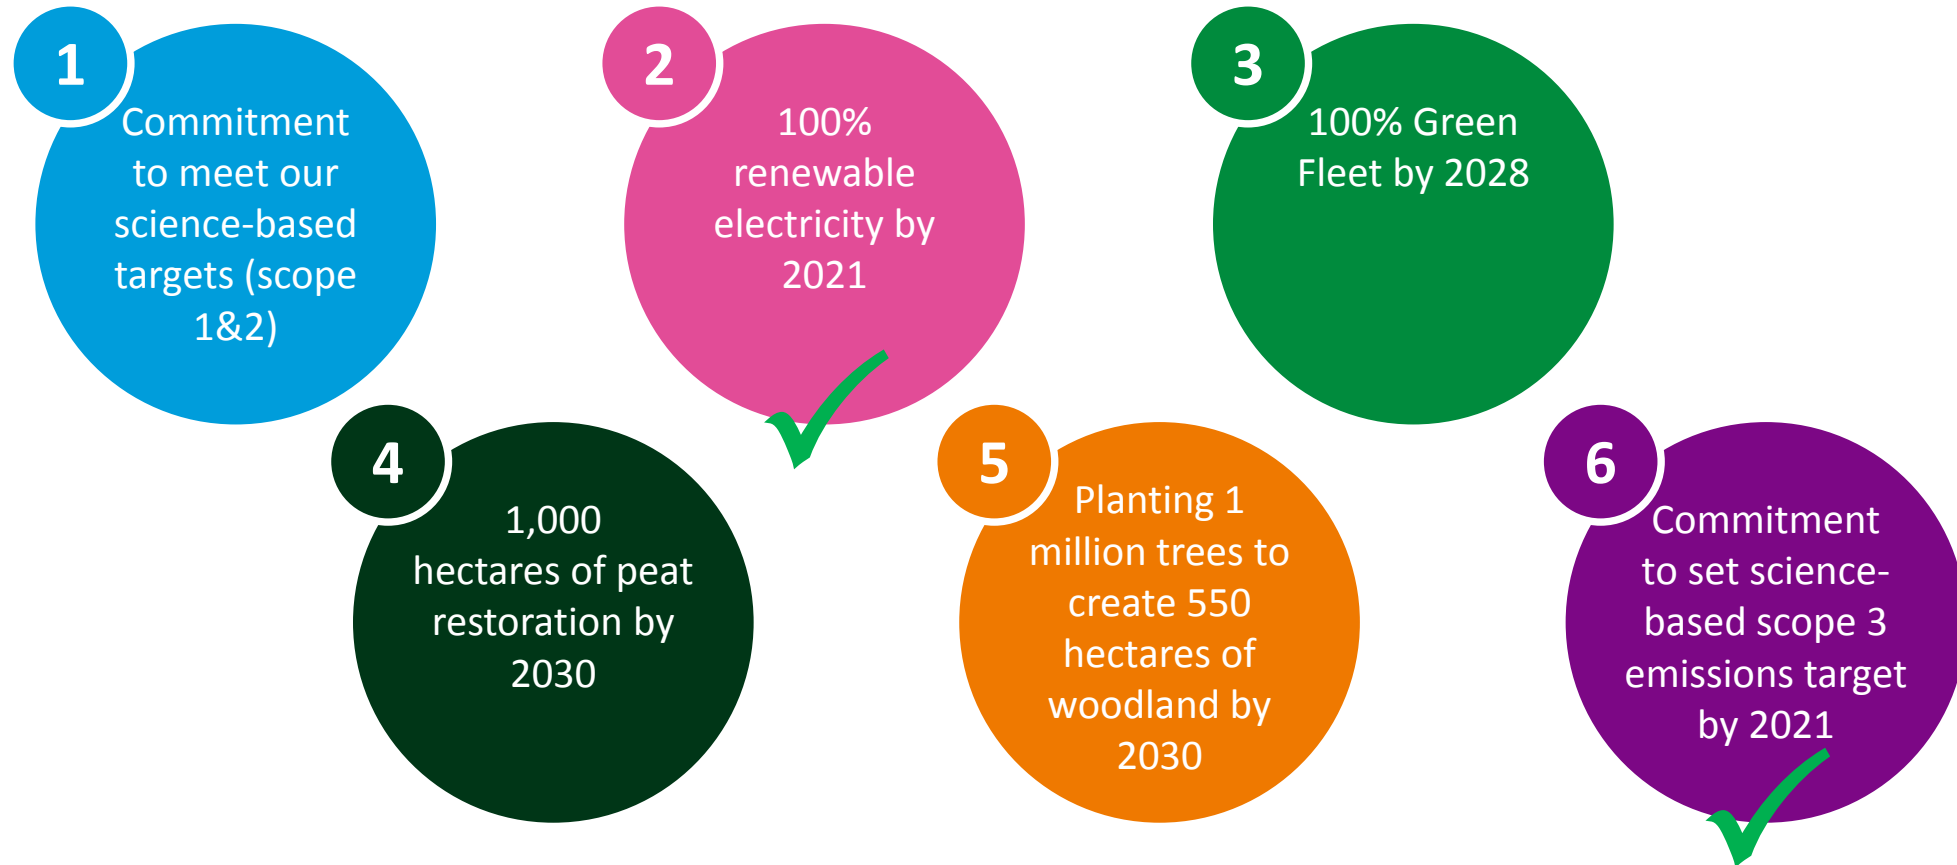 1
Commitment
to meet our
science-based
targets (scope
1&2)
2
100%
renewable
electricity by
2021
3
100% Green
Fleet by 2028
4
1,000
hectares of peat
restoration by
2030
5
Planting 1
million trees to
create 550
hectares of
woodland by
2030
6
Commitment
to set science-
based scope 3
emissions target
by 2021